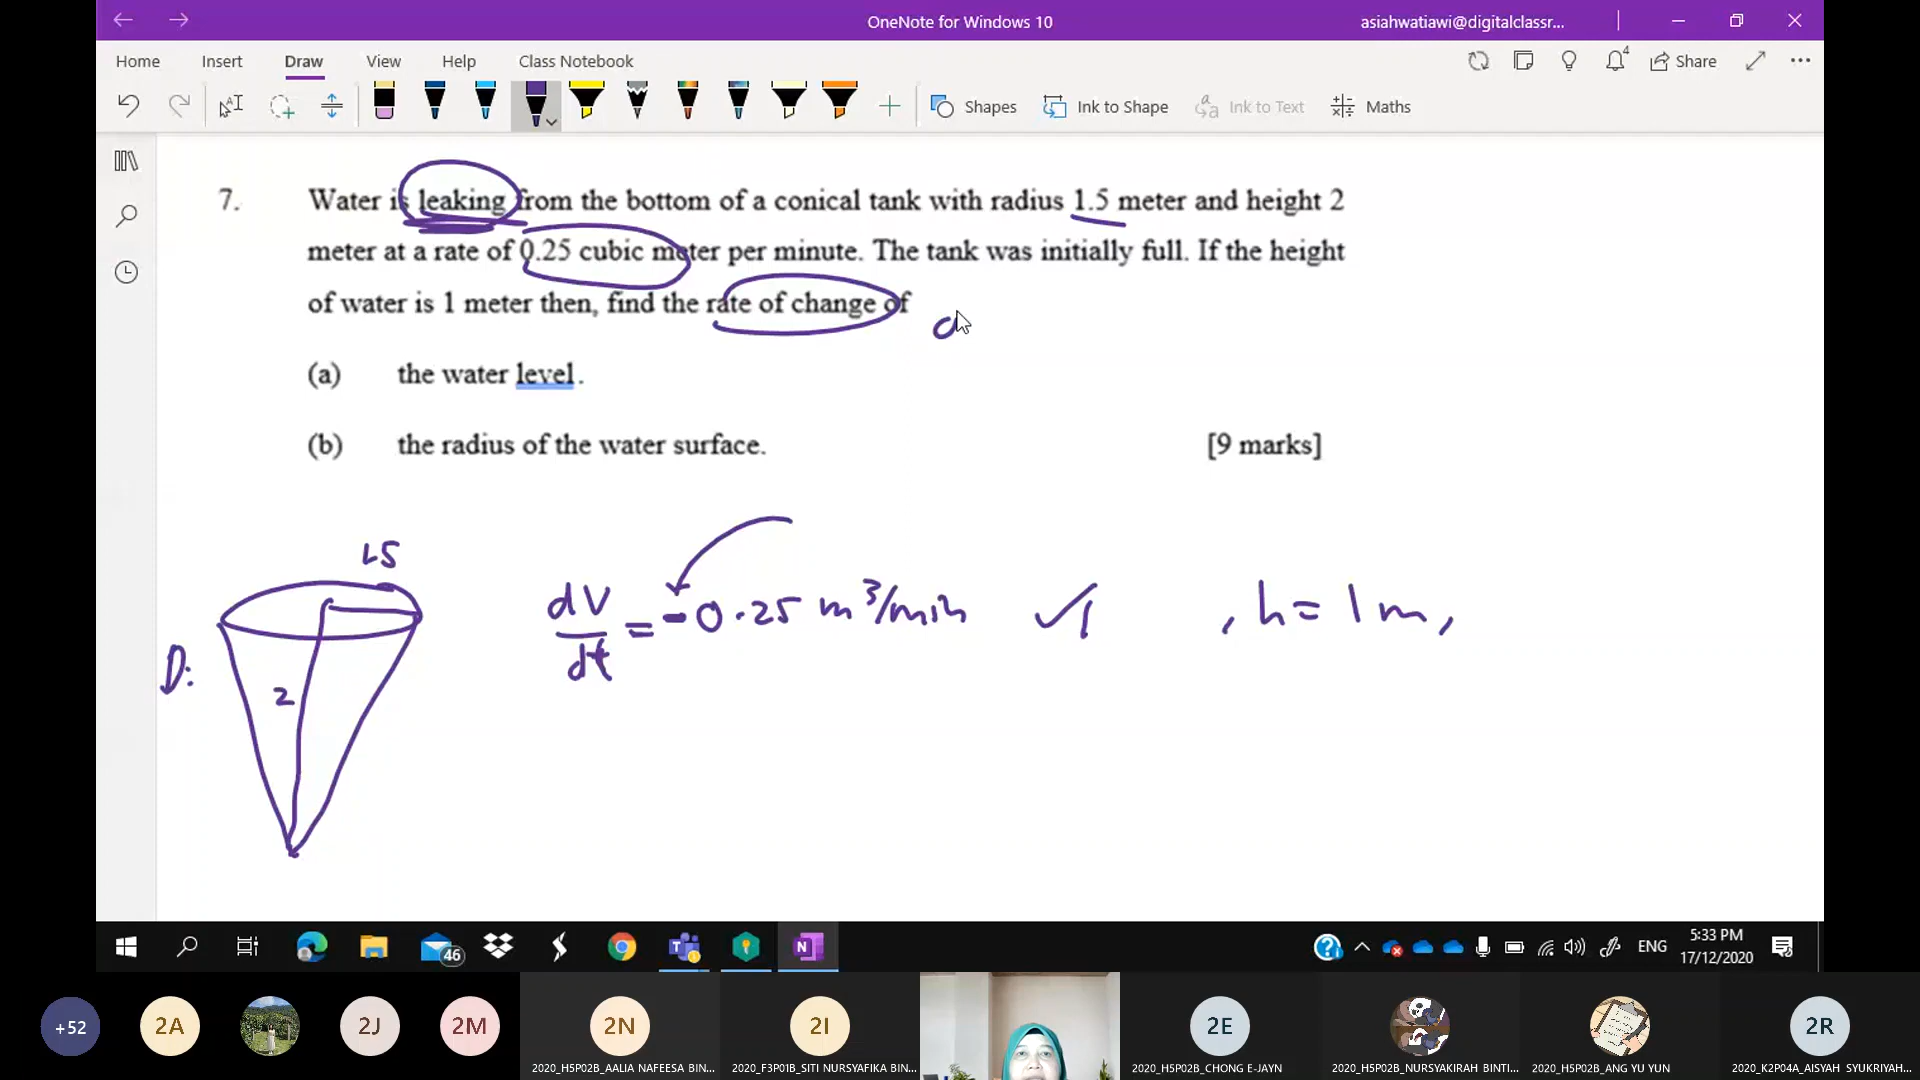 OneNote for Windows 10
asiahwatiawi@digitalclassr...
Home Insert Draw View Help Class Notebook
4
Share
Shapes Ink to Shape Ink to Text Maths
7. Water is leaking from the bottom of a conical tank with radius 1.5 meter and height 2
meter at a rate of 0.25 cubic meter per minute. The tank was initially full. If the height
of water is 1 meter then, find the rate of change of
(a) the water level.
(b) the radius of the water surface. [9 marks]
1.5
D:
2
dV/dt = -0.25 m³/min ✓1 , h = 1 m,
46
ENG
5:33 PM
17/12/2020
+52 2A 2J 2M 2N 2I 2E 2R
2020_H5P02B_AALIA NAFEESA BIN... 2020_F3P01B_SITI NURSYAFIKA BIN... 2020_H5P02B_CHONG E-JAYN 2020_H5P02B_NURSYAKIRAH BINTI... 2020_H5P02B_ANG YU YUN 2020_K2P04A_AISYAH SYUKRIYAH...